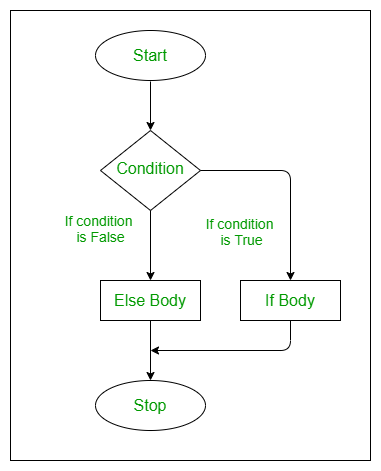 Start
Condition
If condition
is False
If condition
is True
Else Body
If Body
Stop